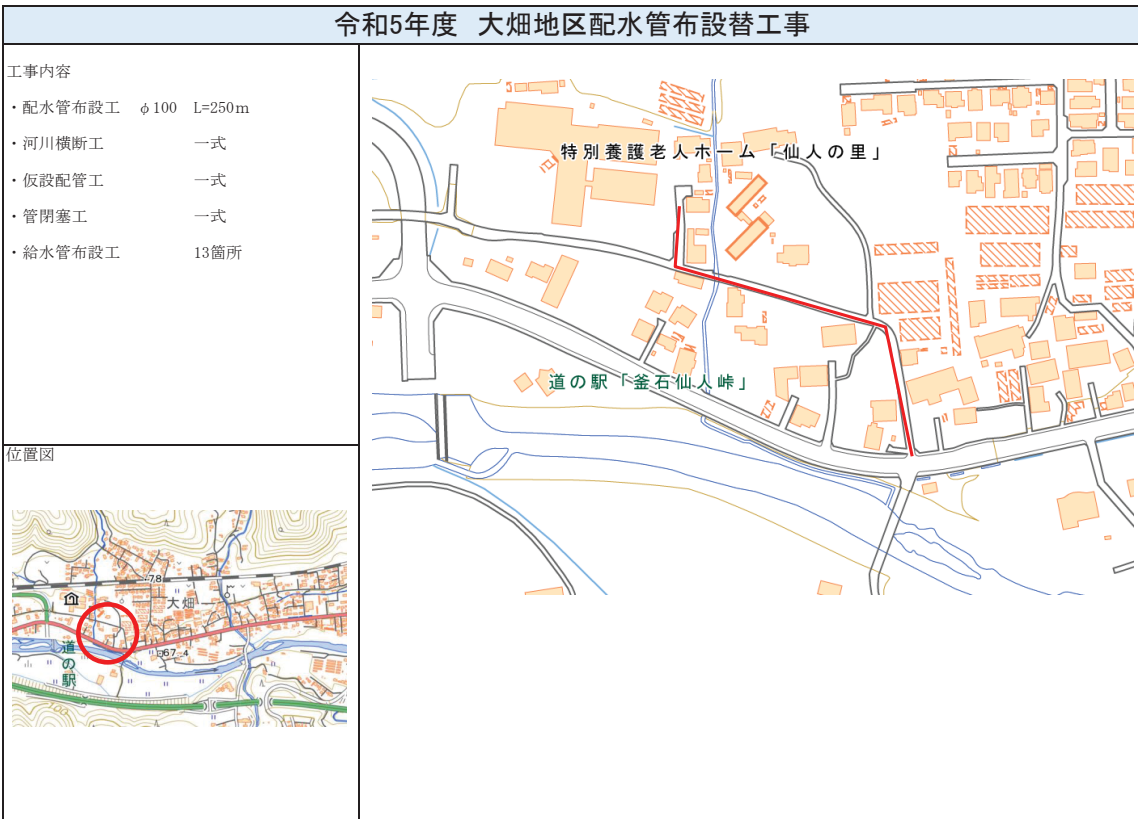 令和5年度 大畑地区配水管布設替工事
工事内容
・配水管布設工 φ100 L=250m
・河川横断工 一式
・仮設配管工 一式
・管閉塞工 一式
・給水管布設工 13箇所
特別養護老人ホーム「仙人の里」
道の駅「釜石仙人峠」
位置図
78
大畑
道の駅
67.4
100